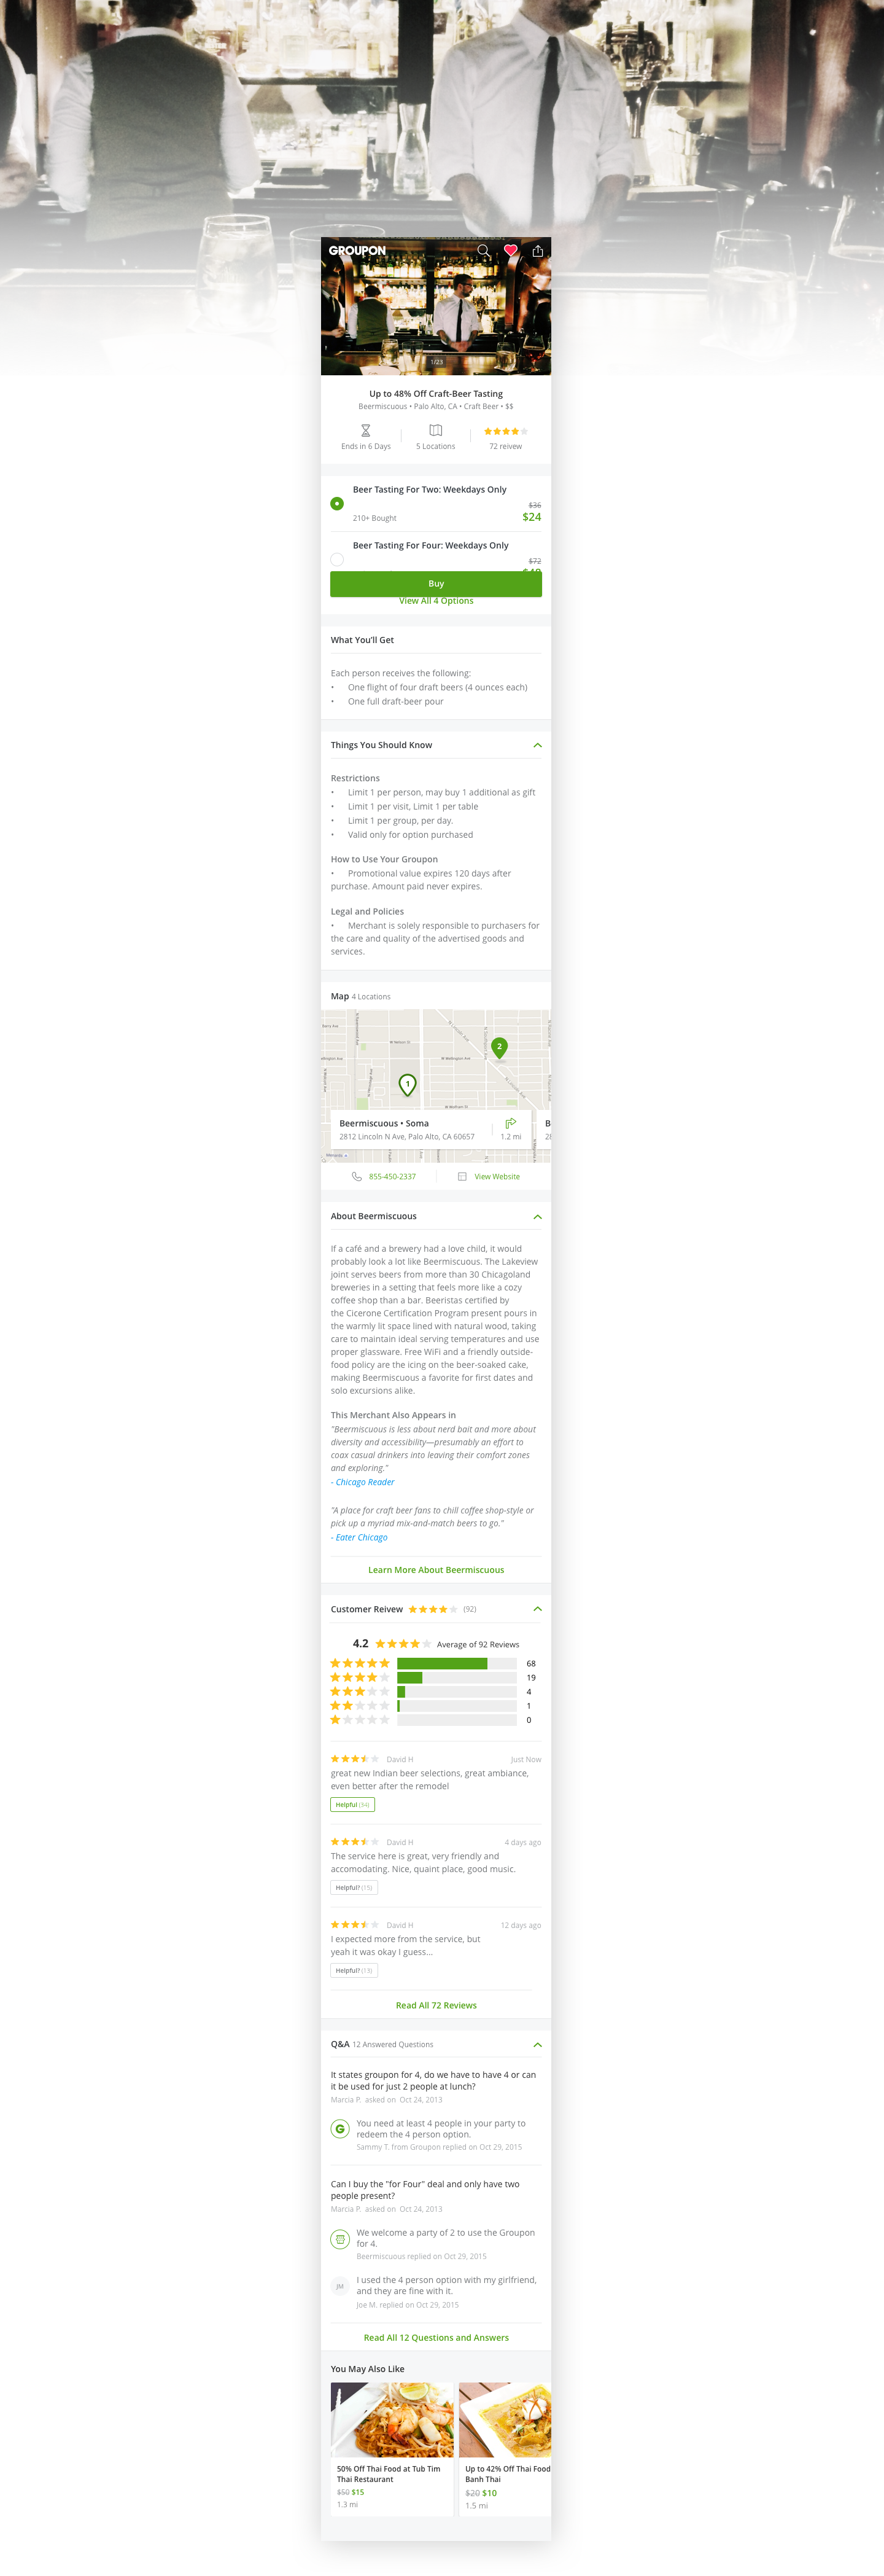 GROUPON
1/23
Up to 48% Off Craft-Beer Tasting
Beermiscuous • Palo Alto, CA • Craft Beer • $$
Ends in 6 Days
5 Locations
72 reivew
Beer Tasting For Two: Weekdays Only
$36
210+ Bought
$24
Beer Tasting For Four: Weekdays Only
$72
Buy
View All 4 Options
What You'll Get
Each person receives the following:
• One flight of four draft beers (4 ounces each)
• One full draft-beer pour
Things You Should Know
Restrictions
• Limit 1 per person, may buy 1 additional as gift
• Limit 1 per visit, Limit 1 per table
• Limit 1 per group, per day.
• Valid only for option purchased
How to Use Your Groupon
• Promotional value expires 120 days after
purchase. Amount paid never expires.
Legal and Policies
• Merchant is solely responsible to purchasers for
the care and quality of the advertised goods and
services.
Map 4 Locations
2
1
Beermiscuous • Soma
2812 Lincoln N Ave, Palo Alto, CA 60657
1.2 mi
B
28
855-450-2337
View Website
About Beermiscuous
If a café and a brewery had a love child, it would
probably look a lot like Beermiscuous. The Lakeview
joint serves beers from more than 30 Chicagoland
breweries in a setting that feels more like a cozy
coffee shop than a bar. Beeristas certified by
the Cicerone Certification Program present pours in
the warmly lit space lined with natural wood, taking
care to maintain ideal serving temperatures and use
proper glassware. Free WiFi and a friendly outside-
food policy are the icing on the beer-soaked cake,
making Beermiscuous a favorite for first dates and
solo excursions alike.
This Merchant Also Appears in
"Beermiscuous is less about nerd bait and more about
diversity and accessibility—presumably an effort to
coax casual drinkers into leaving their comfort zones
and exploring."
- Chicago Reader
"A place for craft beer fans to chill coffee shop-style or
pick up a myriad mix-and-match beers to go."
- Eater Chicago
Learn More About Beermiscuous
Customer Reivew (92)
4.2 Average of 92 Reviews
68
19
4
1
0
David H Just Now
great new Indian beer selections, great ambiance,
even better after the remodel
Helpful (34)
David H 4 days ago
The service here is great, very friendly and
accomodating. Nice, quaint place, good music.
Helpful? (15)
David H 12 days ago
I expected more from the service, but
yeah it was okay I guess...
Helpful? (13)
Read All 72 Reviews
Q&A 12 Answered Questions
It states groupon for 4, do we have to have 4 or can
it be used for just 2 people at lunch?
Marcia P. asked on Oct 24, 2013
G
You need at least 4 people in your party to
redeem the 4 person option.
Sammy T. from Groupon replied on Oct 29, 2015
Can I buy the "for Four" deal and only have two
people present?
Marcia P. asked on Oct 24, 2013
We welcome a party of 2 to use the Groupon
for 4.
Beermiscuous replied on Oct 29, 2015
JM
I used the 4 person option with my girlfriend,
and they are fine with it.
Joe M. replied on Oct 29, 2015
Read All 12 Questions and Answers
You May Also Like
50% Off Thai Food at Tub Tim
Thai Restaurant
$50 $15
1.3 mi
Up to 42% Off Thai Food
Banh Thai
$20 $10
1.5 mi